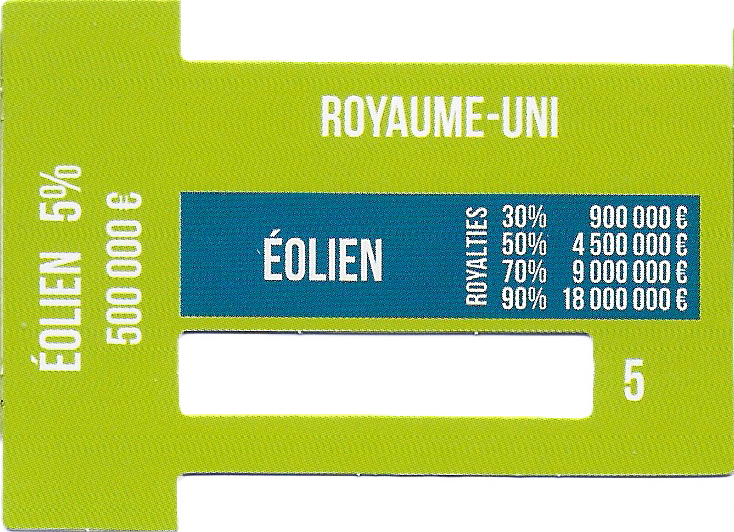 ÉOLIEN 5%
500 000 €
ROYAUME-UNI
ÉOLIEN
ROYALTIES
30% 900 000 €
50% 4 500 000 €
70% 9 000 000 €
90% 18 000 000 €
5